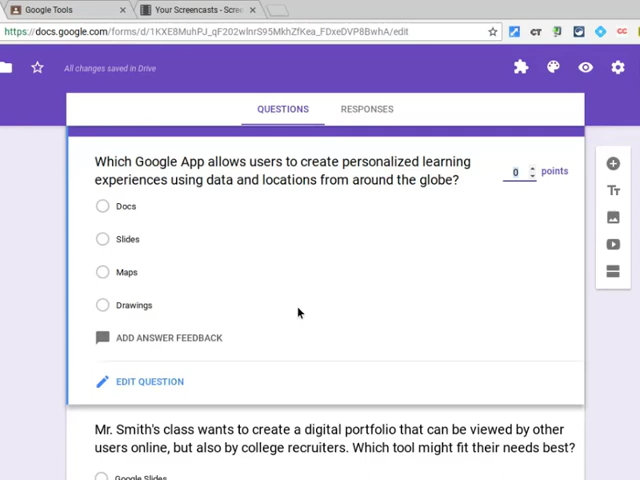 Google Tools
Your Screencasts - Scree
https://docs.google.com/forms/d/1KXE8MuhPJ_qF202wlnrS95MkhZfKea_FDxeDVP8BwhA/edit
CT
CC
All changes saved in Drive
QUESTIONS
RESPONSES
Which Google App allows users to create personalized learning
experiences using data and locations from around the globe?
0 points
Docs
Slides
Maps
Drawings
ADD ANSWER FEEDBACK
EDIT QUESTION
Mr. Smith's class wants to create a digital portfolio that can be viewed by other
users online, but also by college recruiters. Which tool might fit their needs best?
Google Slides